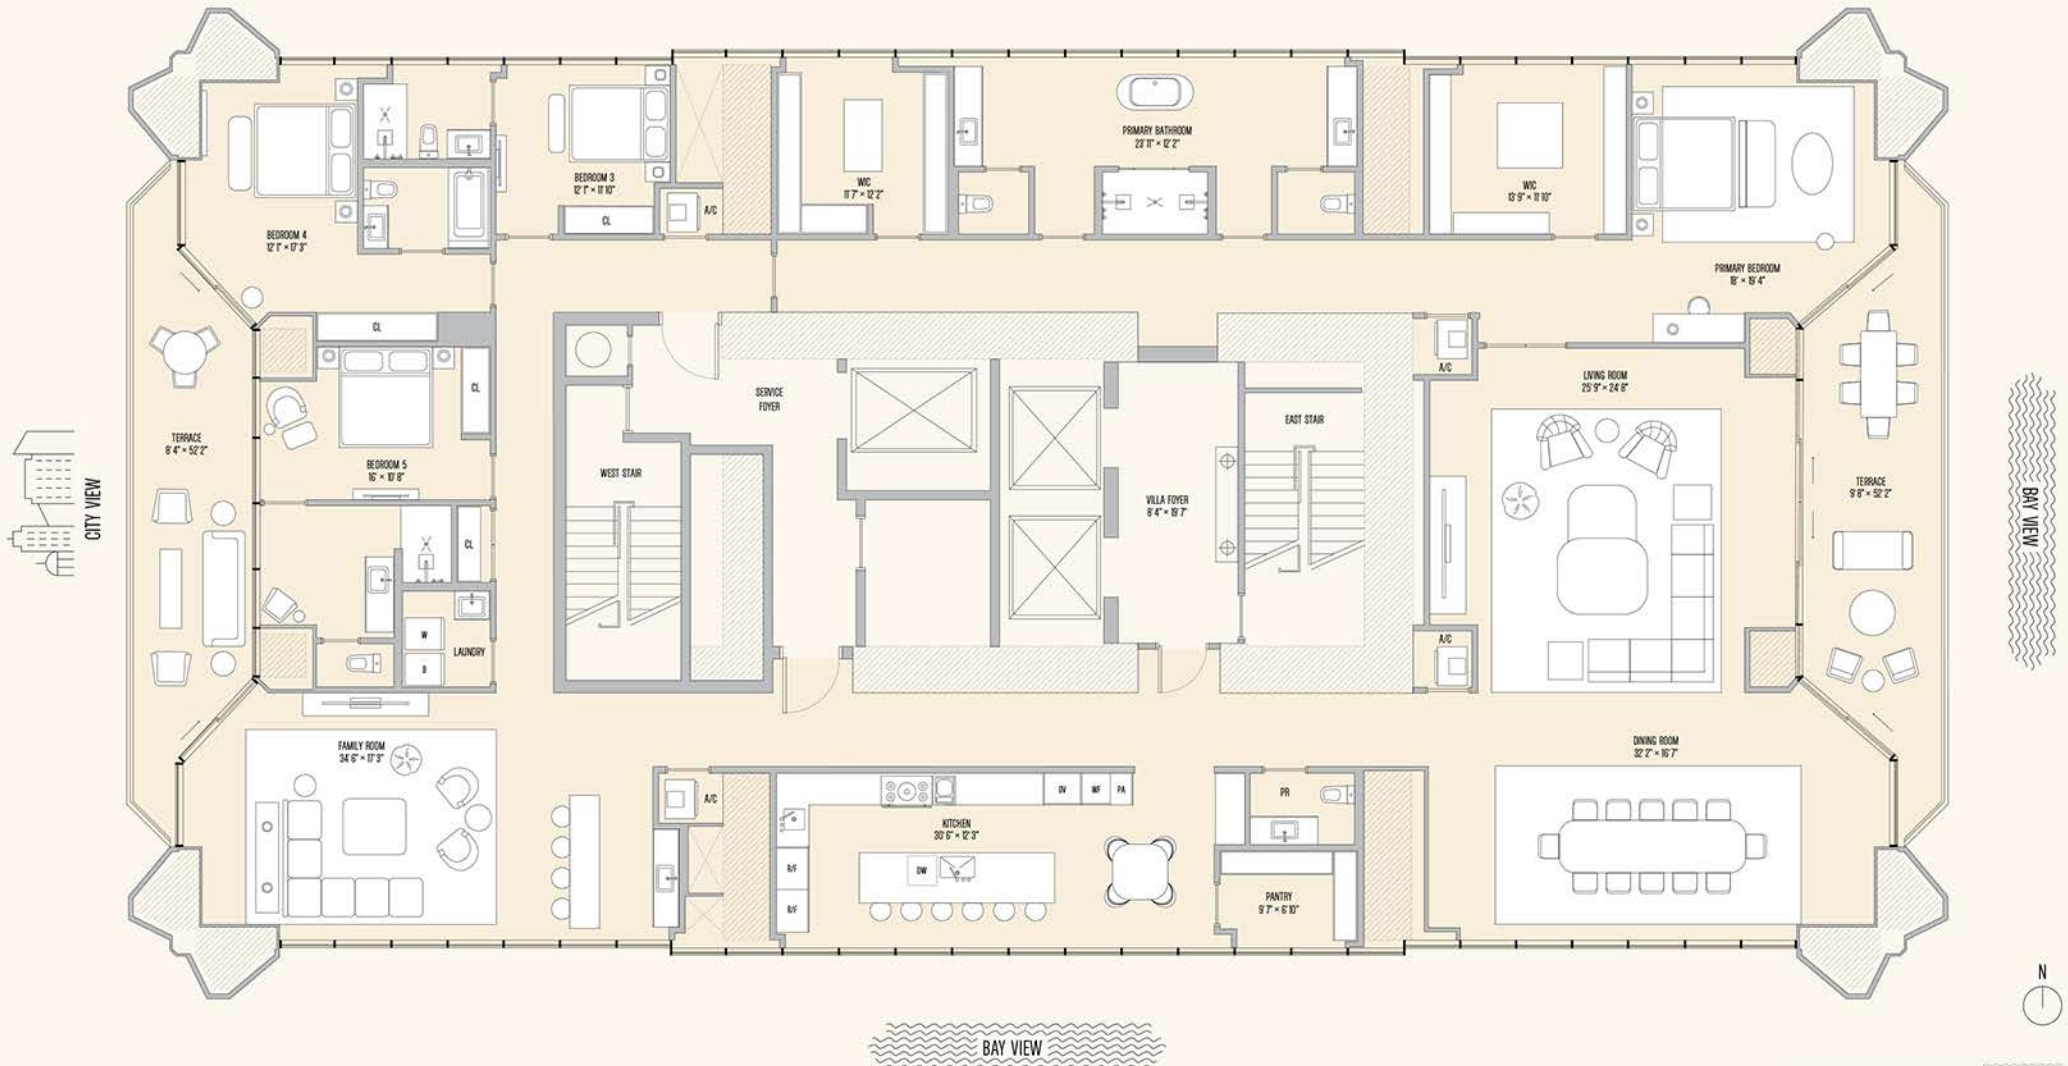 PRIMARY BATHROOM
23' 11" × 12' 2"
BEDROOM 3
12' 1" × 11' 10"
WIC
11' 7" × 12' 2"
WIC
13' 9" × 11' 10"
A/C
CL
BEDROOM 4
12' 1" × 17' 3"
PRIMARY BEDROOM
18' × 19' 4"
CL
A/C
LIVING ROOM
25' 9" × 24' 8"
SERVICE
FOYER
CL
EAST STAIR
TERRACE
8' 4" × 52' 2"
BEDROOM 5
16' × 10' 8"
WEST STAIR
VILLA FOYER
8' 4" × 19' 7"
TERRACE
9' 8" × 52' 2"
CITY VIEW
BAY VIEW
CL
W
LAUNDRY
D
A/C
FAMILY ROOM
34' 6" × 17' 3"
DINING ROOM
32' 2" × 16' 7"
A/C
OV
WF
PA
PR
KITCHEN
30' 6" × 12' 3"
R/F
DW
R/F
PANTRY
9' 7" × 6' 10"
N
BAY VIEW